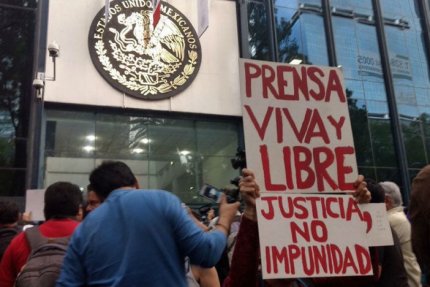 ESTADOS UNIDOS MEXICANOS
PRENSA
VIVA Y
LIBRE
JUSTICIA,
NO
IMPUNIDAD